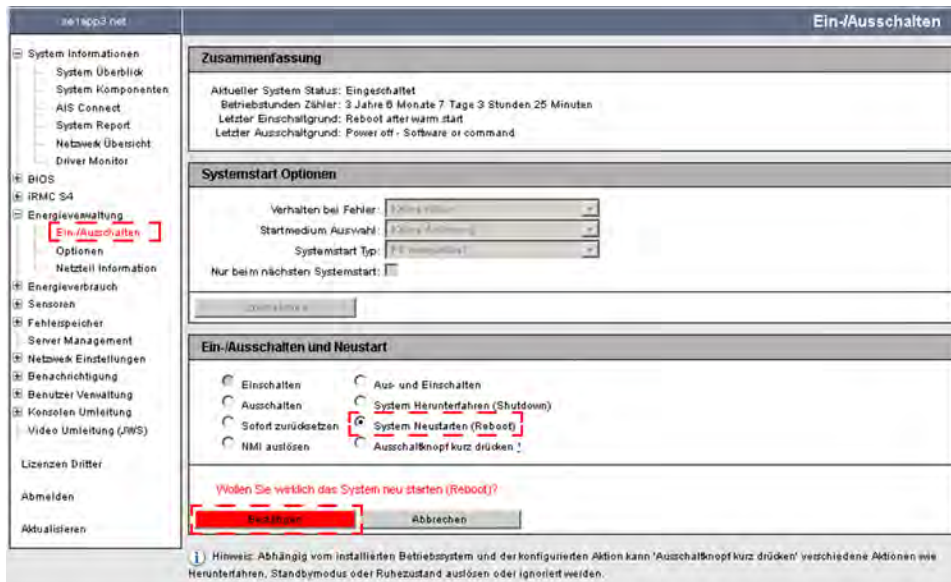 Ein-/Ausschalten
System Informationen
System Überblick
System Komponenten
AIS Connect
System Report
Netzwerk Übersicht
Driver Monitor
BIOS
iRMC S4
Energieverwaltung
Ein-/Ausschalten
Optionen
Netzteil Information
Energieverbrauch
Sensoren
Fehlerspeicher
Server Management
Netzwerk Einstellungen
Benachrichtigung
Benutzer Verwaltung
Konsolen Umleitung
Video Umleitung (JWS)
Lizenzen Dritter
Abmelden
Aktualisieren
Zusammenfassung
Aktueller System Status: Eingeschaltet
Betriebstunden Zähler: 3 Jahre 6 Monate 7 Tage 3 Stunden 25 Minuten
Letzter Einschaltgrund: Reboot after warm start
Letzter Ausschaltgrund: Power off - Software or command
Systemstart Optionen
Verhalten bei Fehler:
Startmedium Auswahl:
Systemstart Typ:
Nur beim nächsten Systemstart:
Ein-/Ausschalten und Neustart
Einschalten
Aus- und Einschalten
Ausschalten
System Herunterfahren (Shutdown)
Sofort zurücksetzen
System Neustarten (Reboot)
NMI auslösen
Ausschaltknopf kurz drücken
Wollen Sie wirklich das System neu starten (Reboot)?
Abbrechen
Hinweis: Abhängig vom installierten Betriebssystem und der konfigurierten Aktion kann 'Ausschaltknopf kurz drücken' verschiedene Aktionen wie
Herunterfahren, Standbymodus oder Ruhezustand auslösen oder ignoriert werden.